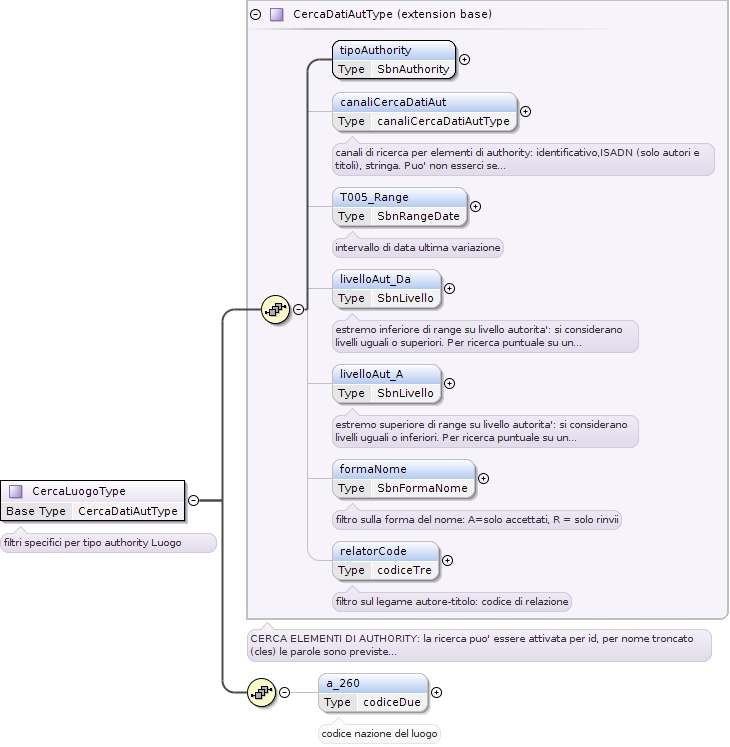 CercaDatiAutType (extension base)
tipoAuthority
Type SbnAuthority
canaliCercaDatiAut
Type canaliCercaDatiAutType
canali di ricerca per elementi di authority: identificativo,ISADN (solo autori e
titoli), stringa. Puo' non esserci se...
T005_Range
Type SbnRangeDate
intervallo di data ultima variazione
livelloAut_Da
Type SbnLivello
estremo inferiore di range su livello autorita': si considerano
livelli uguali o superiori. Per ricerca puntuale su un...
livelloAut_A
Type SbnLivello
estremo superiore di range su livello autorita': si considerano
livelli uguali o inferiori. Per ricerca puntuale su un...
formaNome
Type SbnFormaNome
filtro sulla forma del nome: A=solo accettati, R = solo rinvii
relatorCode
Type codiceTre
filtro sul legame autore-titolo: codice di relazione
CercaLuogoType
Base Type CercaDatiAutType
filtri specifici per tipo authority Luogo
CERCA ELEMENTI DI AUTHORITY: la ricerca puo' essere attivata per id, per nome troncato
(cles) le parole sono previste...
a_260
Type codiceDue
codice nazione del luogo